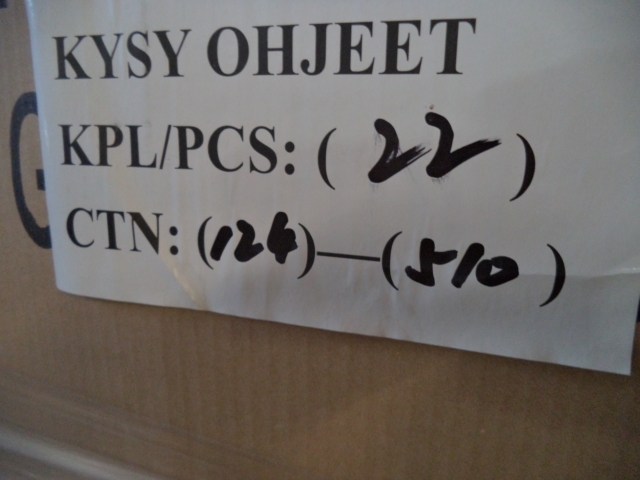 KYSY OHJEET
KPL/PCS: ( 22 )
CTN: (124)—(510 )
G